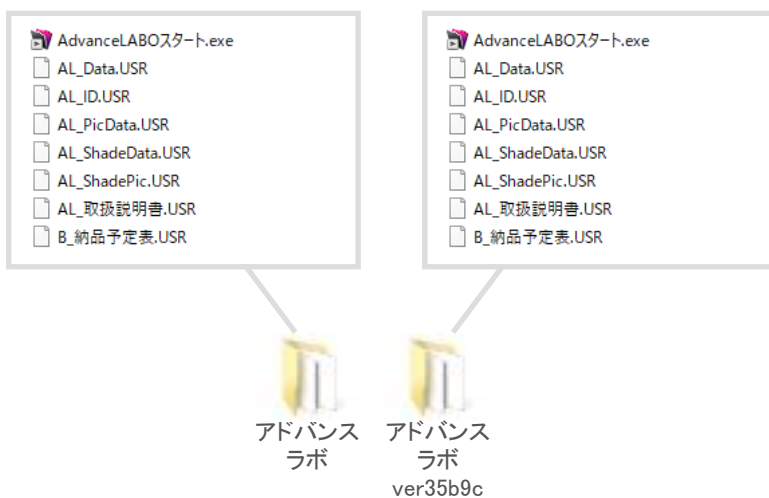 AdvanceLABOスタート.exe
AL_Data.USR
AL_ID.USR
AL_PicData.USR
AL_ShadeData.USR
AL_ShadePic.USR
AL_取扱説明書.USR
B_納品予定表.USR
AdvanceLABOスタート.exe
AL_Data.USR
AL_ID.USR
AL_PicData.USR
AL_ShadeData.USR
AL_ShadePic.USR
AL_取扱説明書.USR
B_納品予定表.USR
アドバンス
ラボ
アドバンス
ラボ
ver35b9c